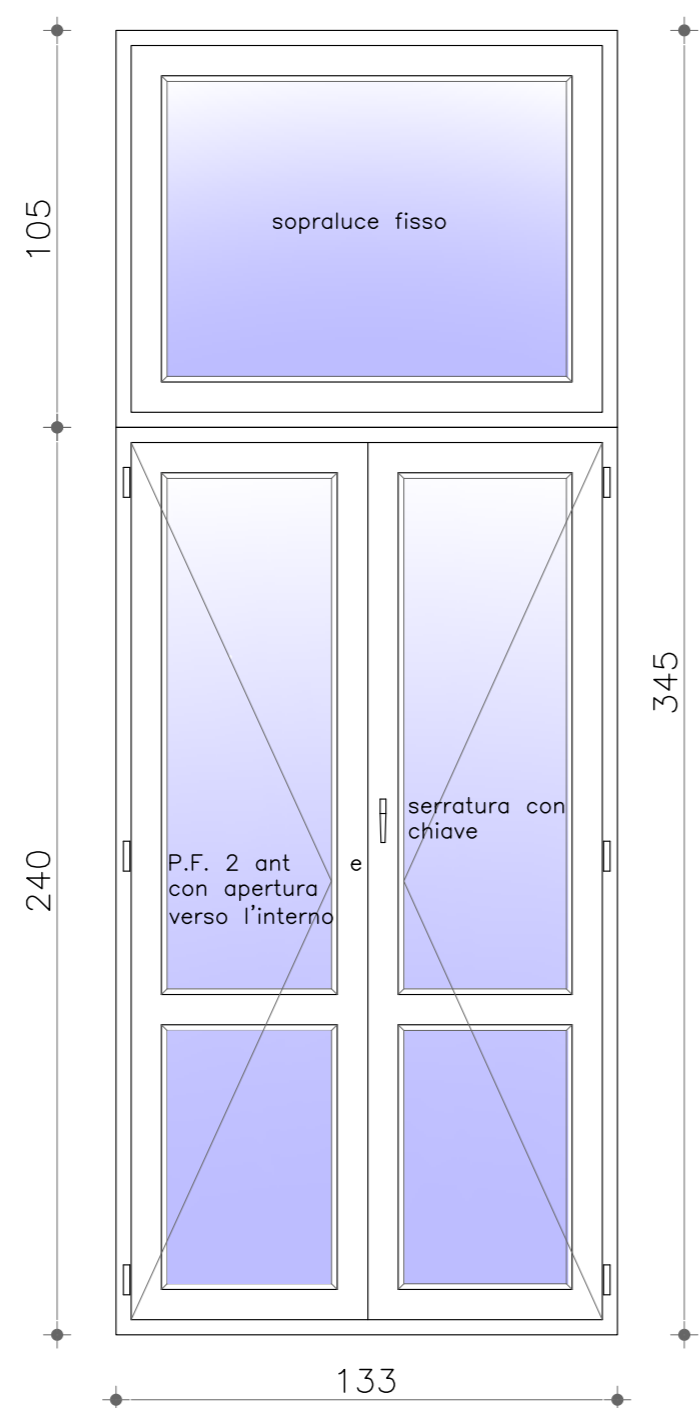 105
sopraluce fisso
345
serratura con
chiave
240
P.F. 2 ant e
con apertura
verso l'interno
133